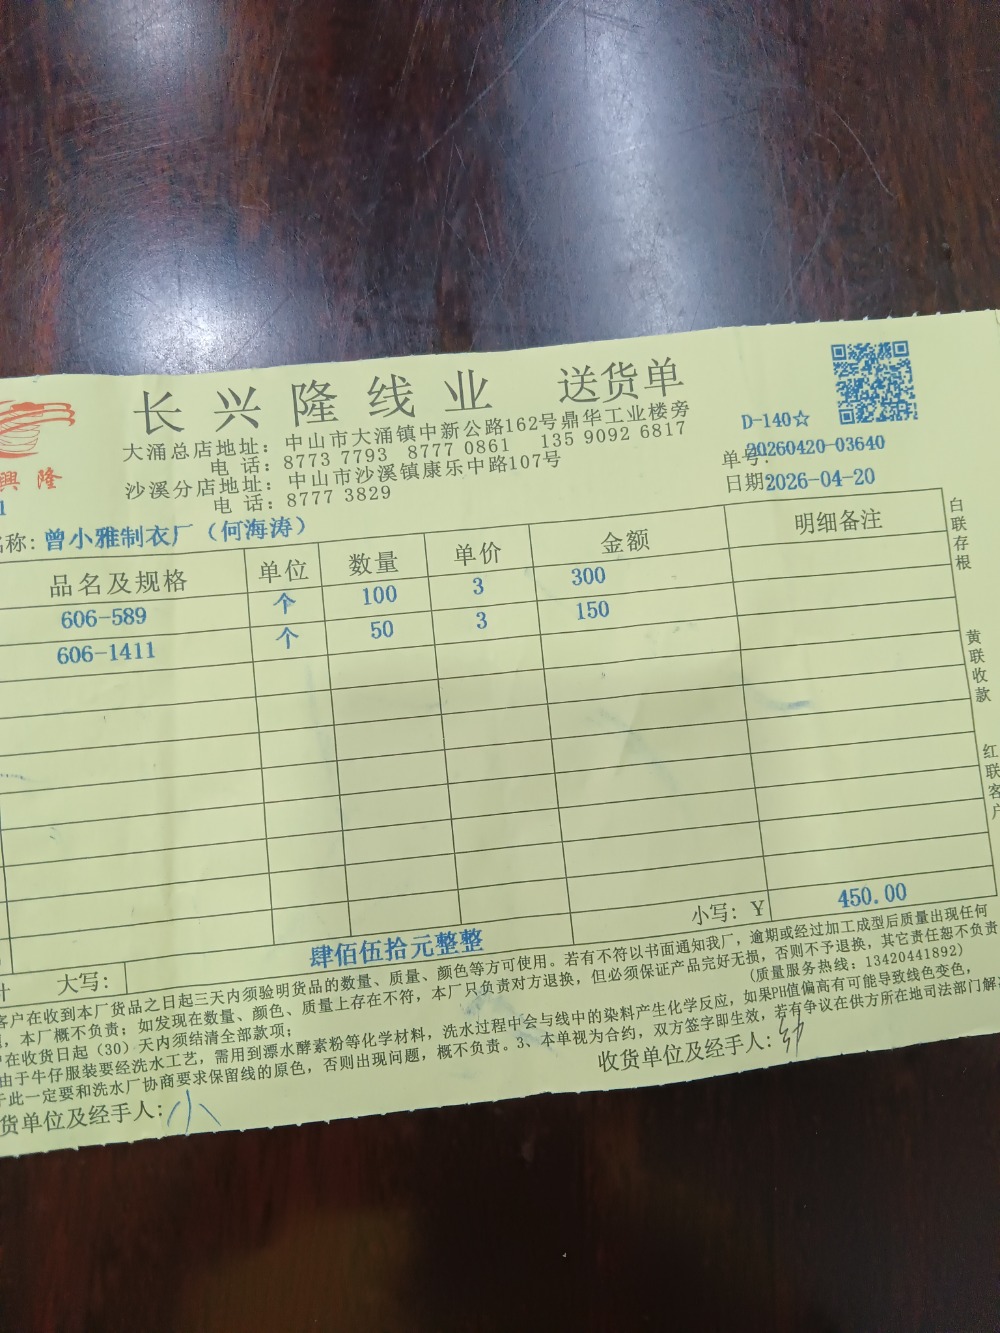 长兴隆线业 送货单
大涌总店地址：中山市大涌镇中新公路162号鼎华工业楼旁
电 话：8773 7793 8777 0861 135 9092 6817
沙溪分店地址：中山市沙溪镇康乐中路107号
电 话：8777 3829
興 隆
D-140☆
单号：20260420-03640
日期 2026-04-20
1
名称：曾小雅制衣厂（何海涛）
品名及规格 单位 数量 单价 金额 明细备注
606-589 个 100 3 300
606-1411 个 50 3 150
白联存根
黄联收款
红联客户
小写：Y 450.00
计 大写： 肆佰伍拾元整整
客户在收到本厂货品之日起三天内须验明货品的数量、质量、颜色等方可使用。若有不符以书面通知我厂，逾期或经过加工成型后质量出现任何
，本厂概不负责；如发现在数量、颜色、质量上存在不符，本厂只负责对方退换，但必须保证产品完好无损，否则不予退换，其它责任恕不负责
户在收货日起（30）天内须结清全部款项； （质量服务热线：13420441892）
由于牛仔服装要经洗水工艺，需用到漂水酵素粉等化学材料，洗水过程中会与线中的染料产生化学反应，如果PH值偏高有可能导致线色变色，
于此一定要和洗水厂协商要求保留线的原色，否则出现问题，概不负责。3、本单视为合约，双方签字即生效，若有争议在供方所在地司法部门解
货单位及经手人：小
收货单位及经手人：